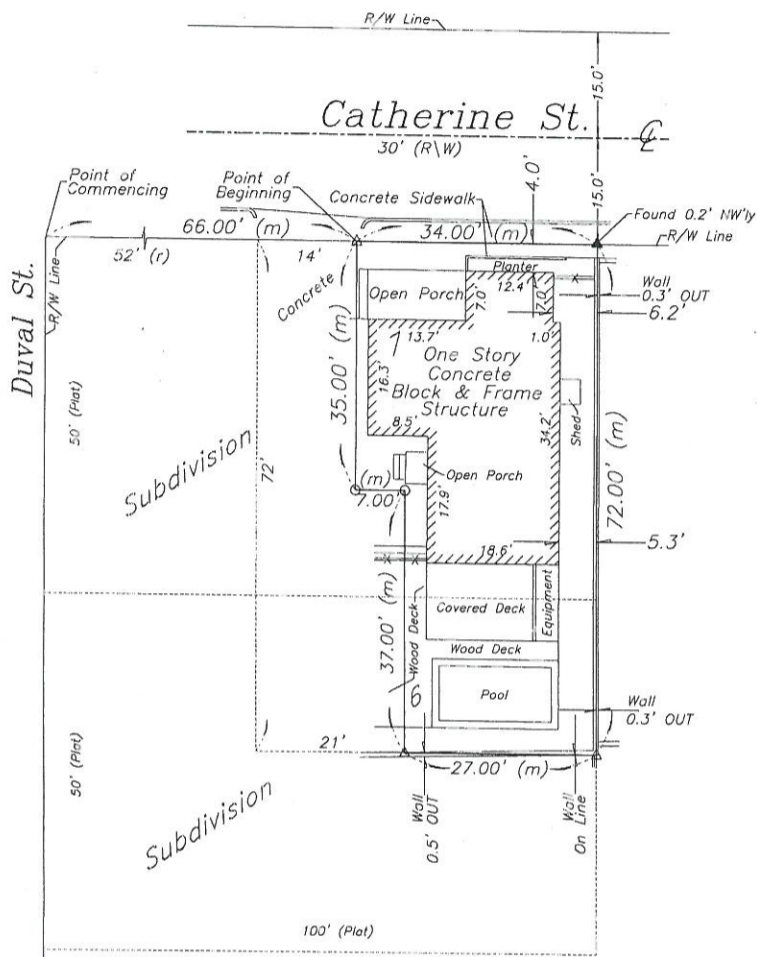 R/W Line
15.0'
Catherine St.
℄
30' (R\W)
15.0'
4.0'
Point of
Commencing
Point of
Beginning
Concrete Sidewalk
Found 0.2' NW'ly
66.00' (m)
34.00' (m)
R/W Line
52' (r)
14'
R/W Line
Duval St.
Concrete
Planter
12.4'
Wall
0.3' OUT
6.2'
Open Porch
7.0'
7.0'
13.7'
1.0'
One Story
Concrete
Block & Frame
Structure
16.3'
35.00' (m)
8.5'
34.2'
Shed
50' (Plat)
Subdivision
72'
Open Porch
(m)
7.00'
17.9'
72.00' (m)
5.3'
18.6'
Covered Deck
Equipment
37.00' (m)
Wood Deck
Wood Deck
6
Pool
Wall
0.3' OUT
21'
27.00' (m)
50' (Plat)
Subdivision
Wall
0.5' OUT
Wall
On Line
100' (Plat)